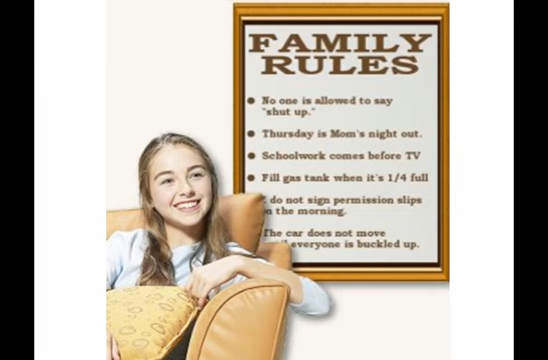 FAMILY
RULES
• No one is allowed to say
"shut up."
• Thursday is Mom's night out.
• Schoolwork comes before TV
• Fill gas tank when it's 1/4 full
do not sign permission slips
in the morning.
The car does not move
everyone is buckled up.